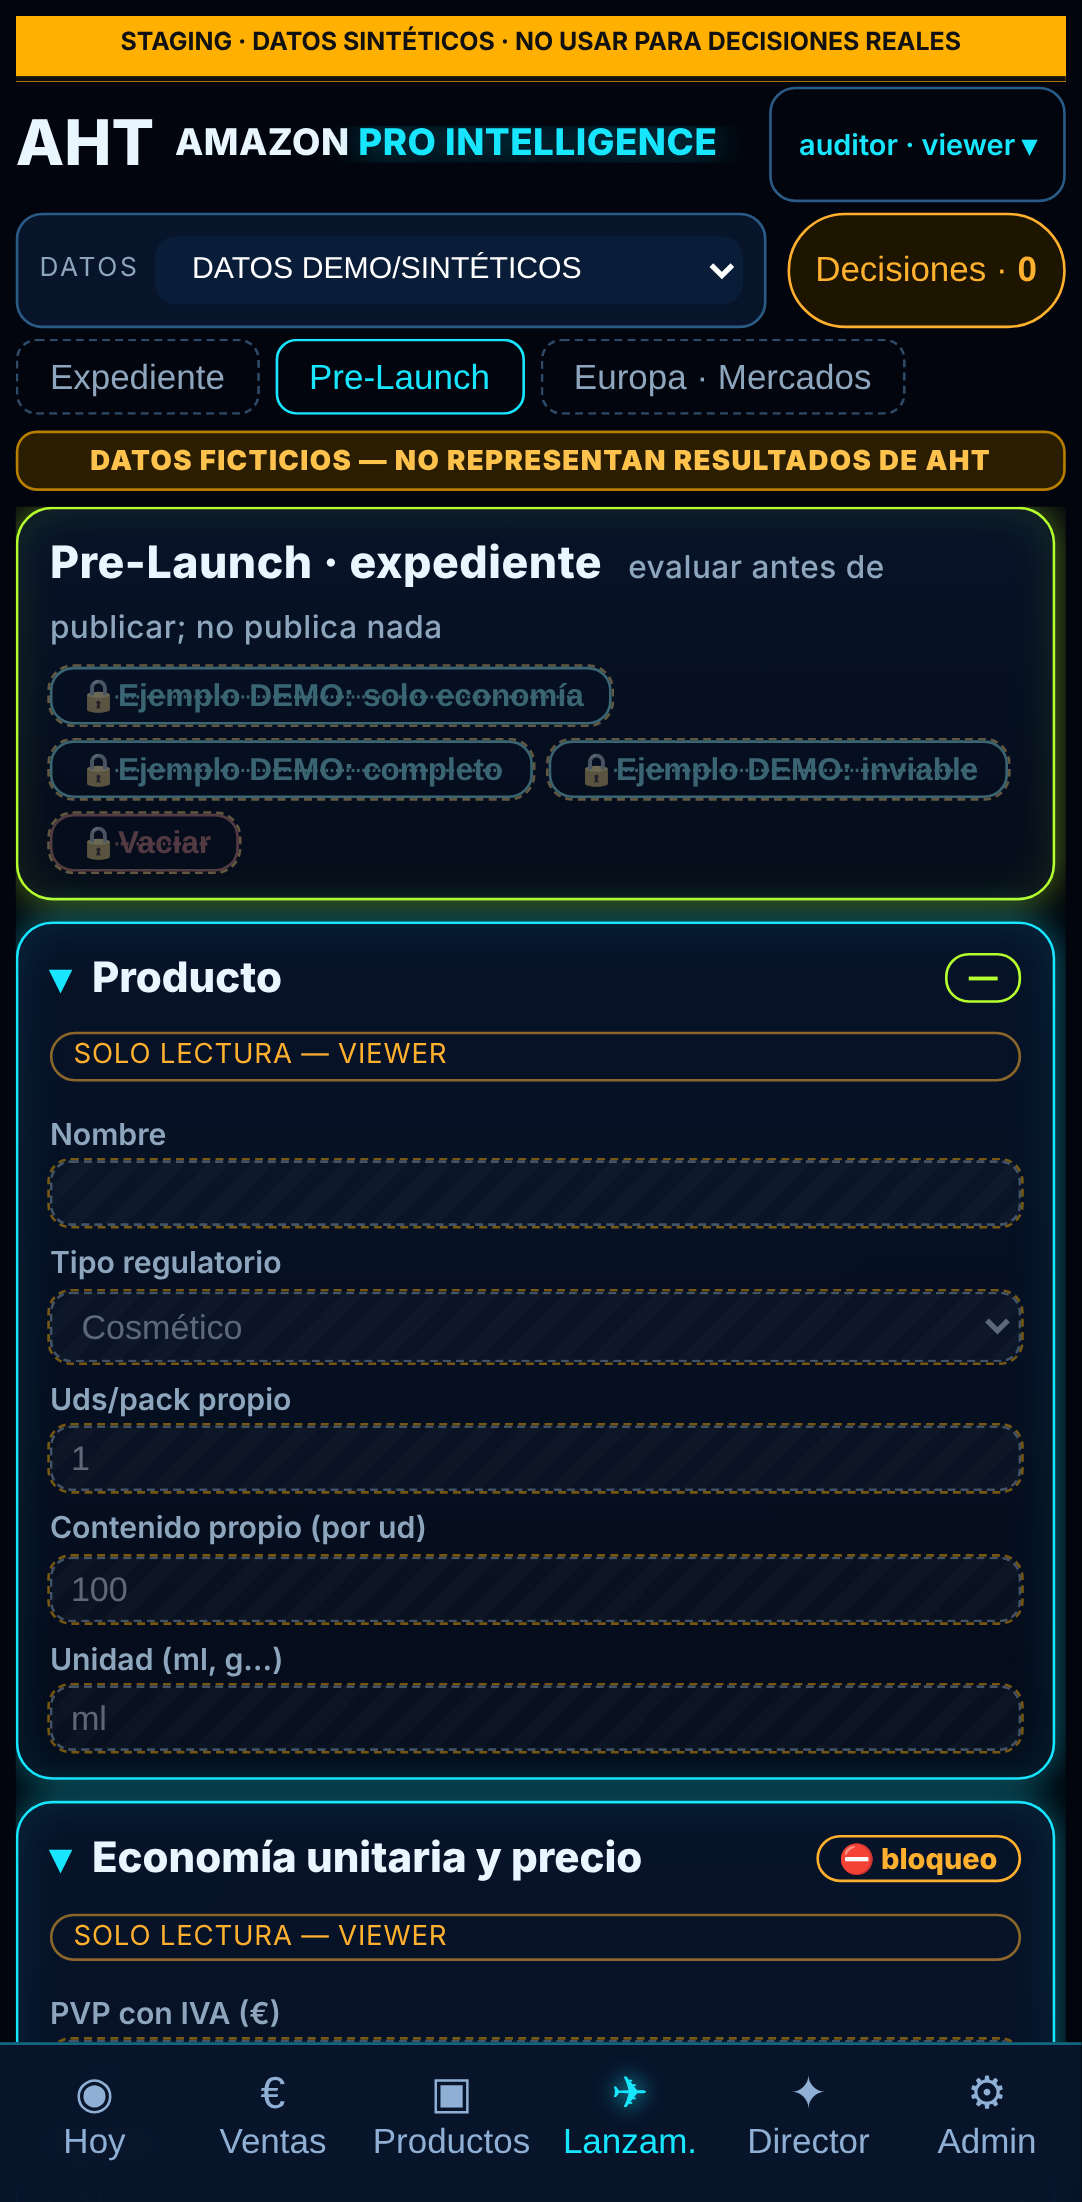 STAGING · DATOS SINTÉTICOS · NO USAR PARA DECISIONES REALES
AHT AMAZON PRO INTELLIGENCE
auditor · viewer ▾
DATOS DATOS DEMO/SINTÉTICOS
Decisiones · 0
Expediente Pre-Launch Europa · Mercados
DATOS FICTICIOS — NO REPRESENTAN RESULTADOS DE AHT
Pre-Launch · expediente evaluar antes de
publicar; no publica nada
🔒Ejemplo DEMO: solo economía
🔒Ejemplo DEMO: completo 🔒Ejemplo DEMO: inviable
🔒Vaciar
▼ Producto —
SOLO LECTURA — VIEWER
Nombre
Tipo regulatorio
Cosmético
Uds/pack propio
1
Contenido propio (por ud)
100
Unidad (ml, g…)
ml
▼ Economía unitaria y precio ⛔ bloqueo
SOLO LECTURA — VIEWER
PVP con IVA (€)
◉ € ▣ ✈ ✦ ⚙
Hoy Ventas Productos Lanzam. Director Admin